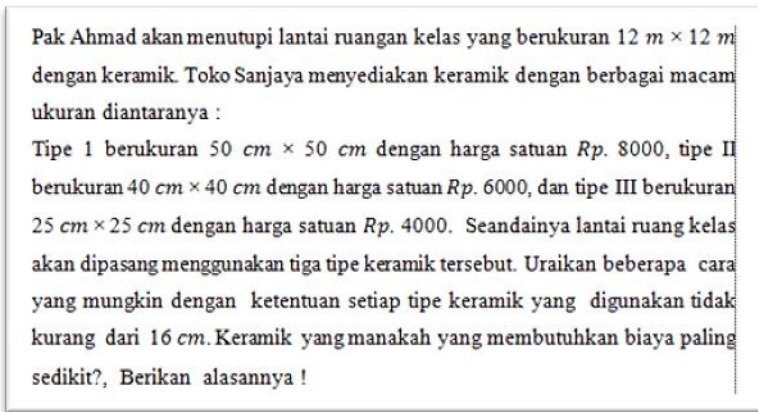 Pak Ahmad akan menutupi lantai ruangan kelas yang berukuran 12 m × 12 m
dengan keramik. Toko Sanjaya menyediakan keramik dengan berbagai macam
ukuran diantaranya :
Tipe 1 berukuran 50 cm × 50 cm dengan harga satuan Rp. 8000, tipe II
berukuran 40 cm × 40 cm dengan harga satuan Rp. 6000, dan tipe III berukuran
25 cm × 25 cm dengan harga satuan Rp. 4000. Seandainya lantai ruang kelas
akan dipasang menggunakan tiga tipe keramik tersebut. Uraikan beberapa cara
yang mungkin dengan ketentuan setiap tipe keramik yang digunakan tidak
kurang dari 16 cm. Keramik yang manakah yang membutuhkan biaya paling
sedikit?, Berikan alasannya !